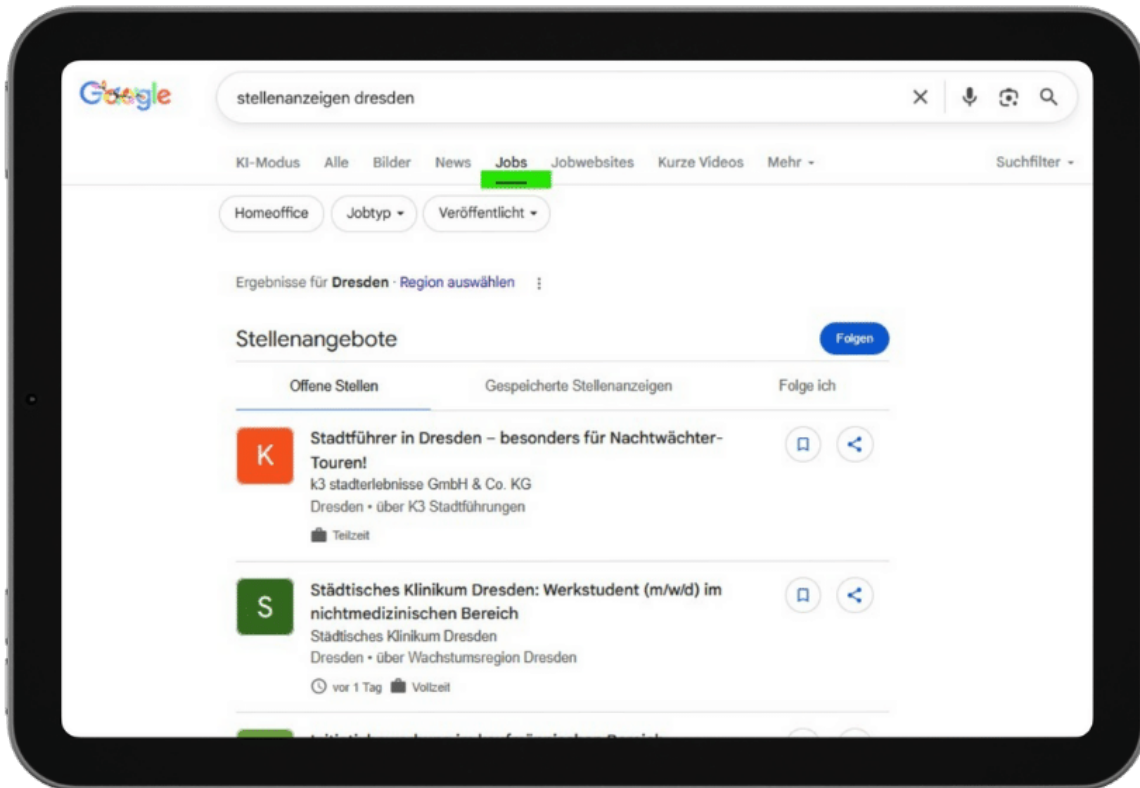 Google
stellenanzeigen dresden
KI-Modus Alle Bilder News Jobs Jobwebsites Kurze Videos Mehr Suchfilter
Homeoffice Jobtyp Veröffentlicht
Ergebnisse für Dresden · Region auswählen
Stellenangebote Folgen
Offene Stellen Gespeicherte Stellenanzeigen Folge ich
K Stadtführer in Dresden – besonders für Nachtwächter-
Touren!
k3 stadterlebnisse GmbH & Co. KG
Dresden • über K3 Stadtführungen
Teilzeit
S Städtisches Klinikum Dresden: Werkstudent (m/w/d) im
nichtmedizinischen Bereich
Städtisches Klinikum Dresden
Dresden • über Wachstumsregion Dresden
vor 1 Tag Vollzeit